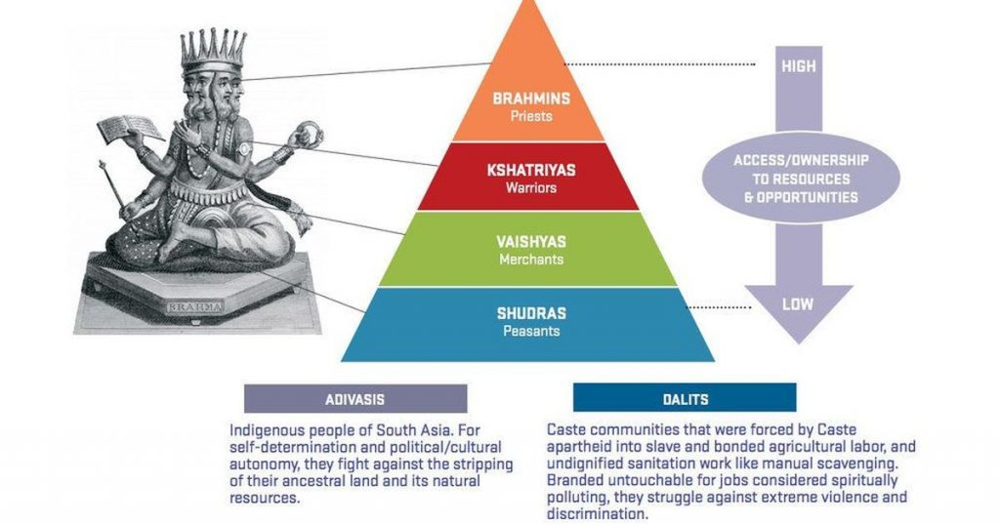 BRAHMINS
Priests
KSHATRIYAS
Warriors
VAISHYAS
Merchants
SHUDRAS
Peasants
BRAHMA
HIGH
ACCESS/OWNERSHIP
TO RESOURCES
& OPPORTUNITIES
LOW
ADIVASIS
Indigenous people of South Asia. For
self-determination and political/cultural
autonomy, they fight against the stripping
of their ancestral land and its natural
resources.
DALITS
Caste communities that were forced by Caste
apartheid into slave and bonded agricultural labor, and
undignified sanitation work like manual scavenging.
Branded untouchable for jobs considered spiritually
polluting, they struggle against extreme violence and
discrimination.